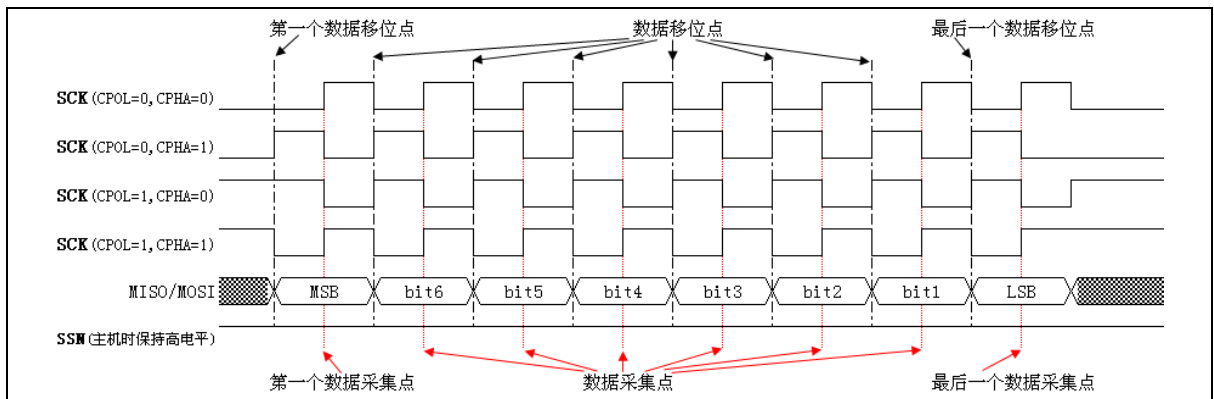 第一个数据移位点 数据移位点 最后一个数据移位点
SCK(CPOL=0,CPHA=0)
SCK(CPOL=0,CPHA=1)
SCK(CPOL=1,CPHA=0)
SCK(CPOL=1,CPHA=1)
MISO/MOSI MSB bit6 bit5 bit4 bit3 bit2 bit1 LSB
SSN(主机时保持高电平)
第一个数据采集点 数据采集点 最后一个数据采集点